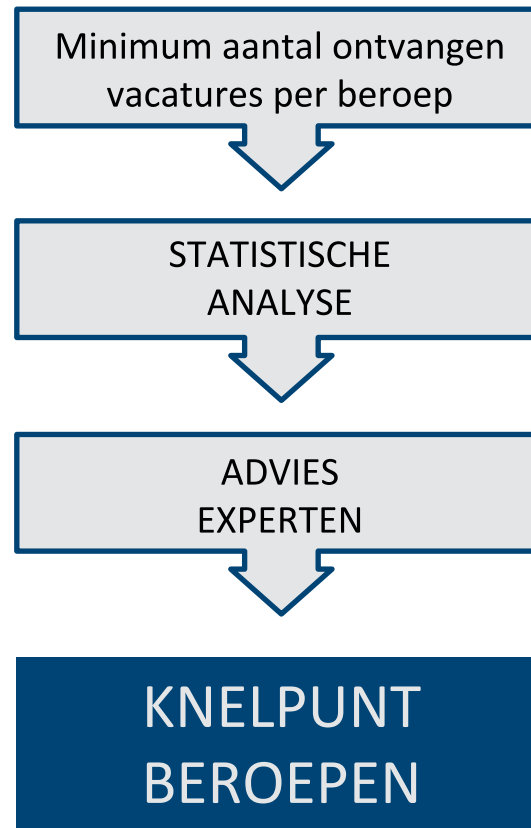 Minimum aantal ontvangen
vacatures per beroep
STATISTISCHE
ANALYSE
ADVIES
EXPERTEN
KNELPUNT
BEROEPEN